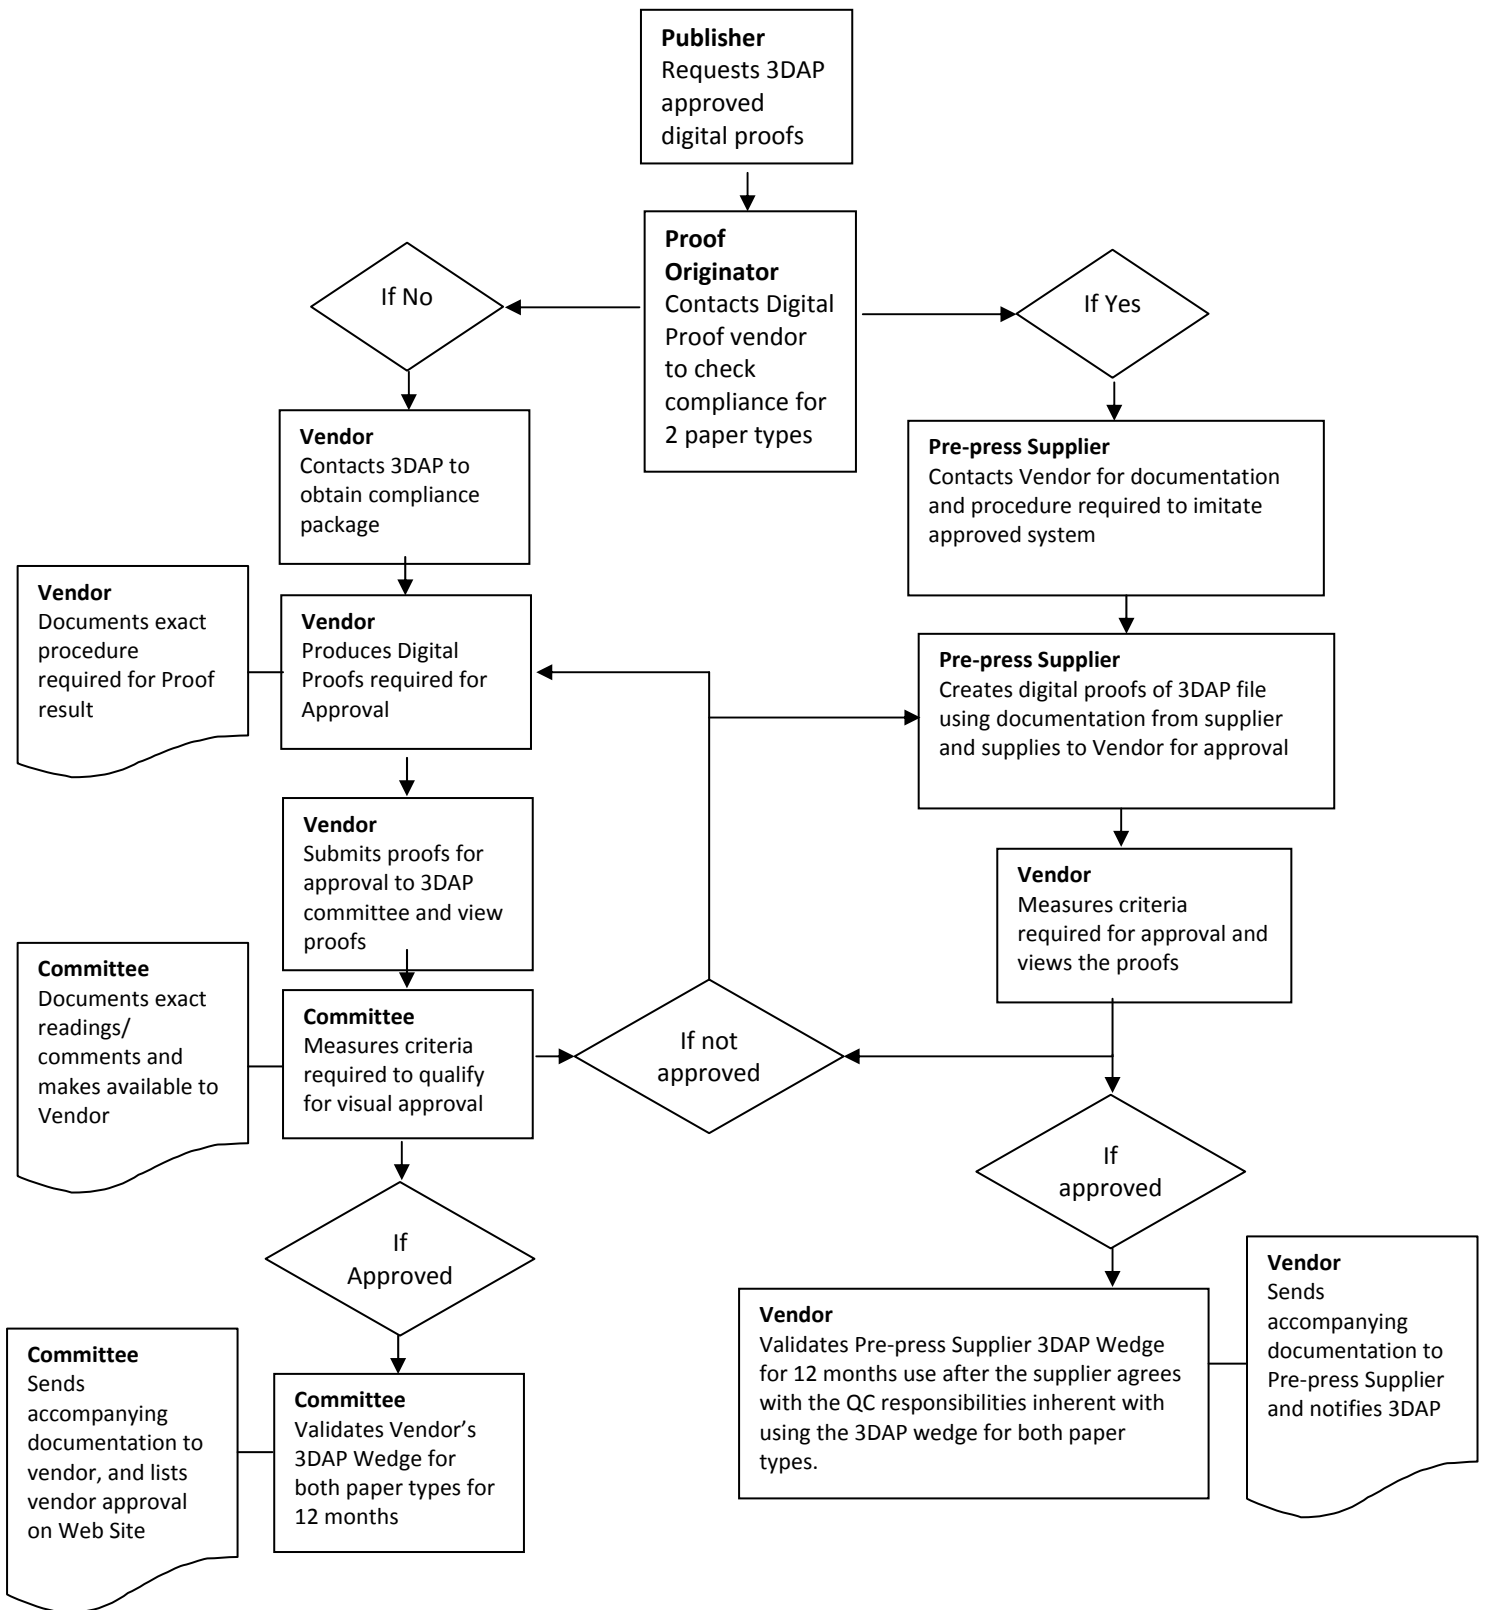 Publisher
Requests 3DAP
approved
digital proofs
Proof
Originator
Contacts Digital
Proof vendor
to check
compliance for
2 paper types
If No
If Yes
Vendor
Contacts 3DAP to
obtain compliance
package
Pre-press Supplier
Contacts Vendor for documentation
and procedure required to imitate
approved system
Vendor
Documents exact
procedure
required for Proof
result
Vendor
Produces Digital
Proofs required for
Approval
Pre-press Supplier
Creates digital proofs of 3DAP file
using documentation from supplier
and supplies to Vendor for approval
Vendor
Submits proofs for
approval to 3DAP
committee and view
proofs
Vendor
Measures criteria
required for approval and
views the proofs
Committee
Documents exact
readings/
comments and
makes available to
Vendor
Committee
Measures criteria
required to qualify
for visual approval
If not
approved
If
approved
If
Approved
Committee
Sends
accompanying
documentation to
vendor, and lists
vendor approval
on Web Site
Committee
Validates Vendor’s
3DAP Wedge for
both paper types for
12 months
Vendor
Validates Pre-press Supplier 3DAP Wedge
for 12 months use after the supplier agrees
with the QC responsibilities inherent with
using the 3DAP wedge for both paper
types.
Vendor
Sends
accompanying
documentation to
Pre-press Supplier
and notifies 3DAP